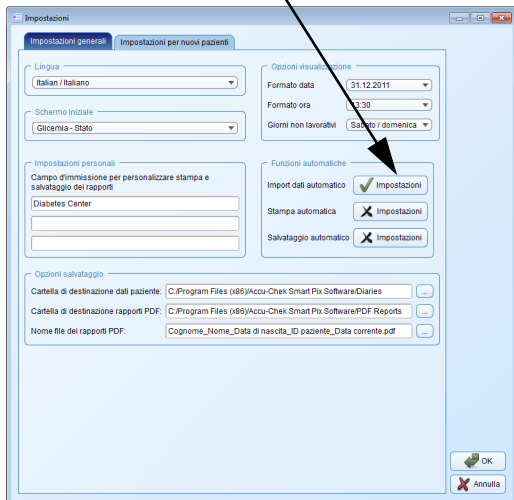 Impostazioni
Impostazioni generali
Impostazioni per nuovi pazienti
Lingua
Italian / Italiano
Schermo iniziale
Glicemia - Stato
Opzioni visualizzazione
Formato data
31.12.2011
Formato ora
13:30
Giorni non lavorativi
Sabato / domenica
Impostazioni personali
Campo d'immissione per personalizzare stampa e
salvataggio dei rapporti
Diabetes Center
Funzioni automatiche
Import dati automatico
Impostazioni
Stampa automatica
Impostazioni
Salvataggio automatico
Impostazioni
Opzioni salvataggio
Cartella di destinazione dati paziente:
C:/Program Files (x86)/Accu-Chek Smart Pix Software/Diaries
...
Cartella di destinazione rapporti PDF:
C:/Program Files (x86)/Accu-Chek Smart Pix Software/PDF Reports
...
Nome file dei rapporti PDF:
Cognome_Nome_Data di nascita_ID paziente_Data corrente.pdf
...
OK
Annulla